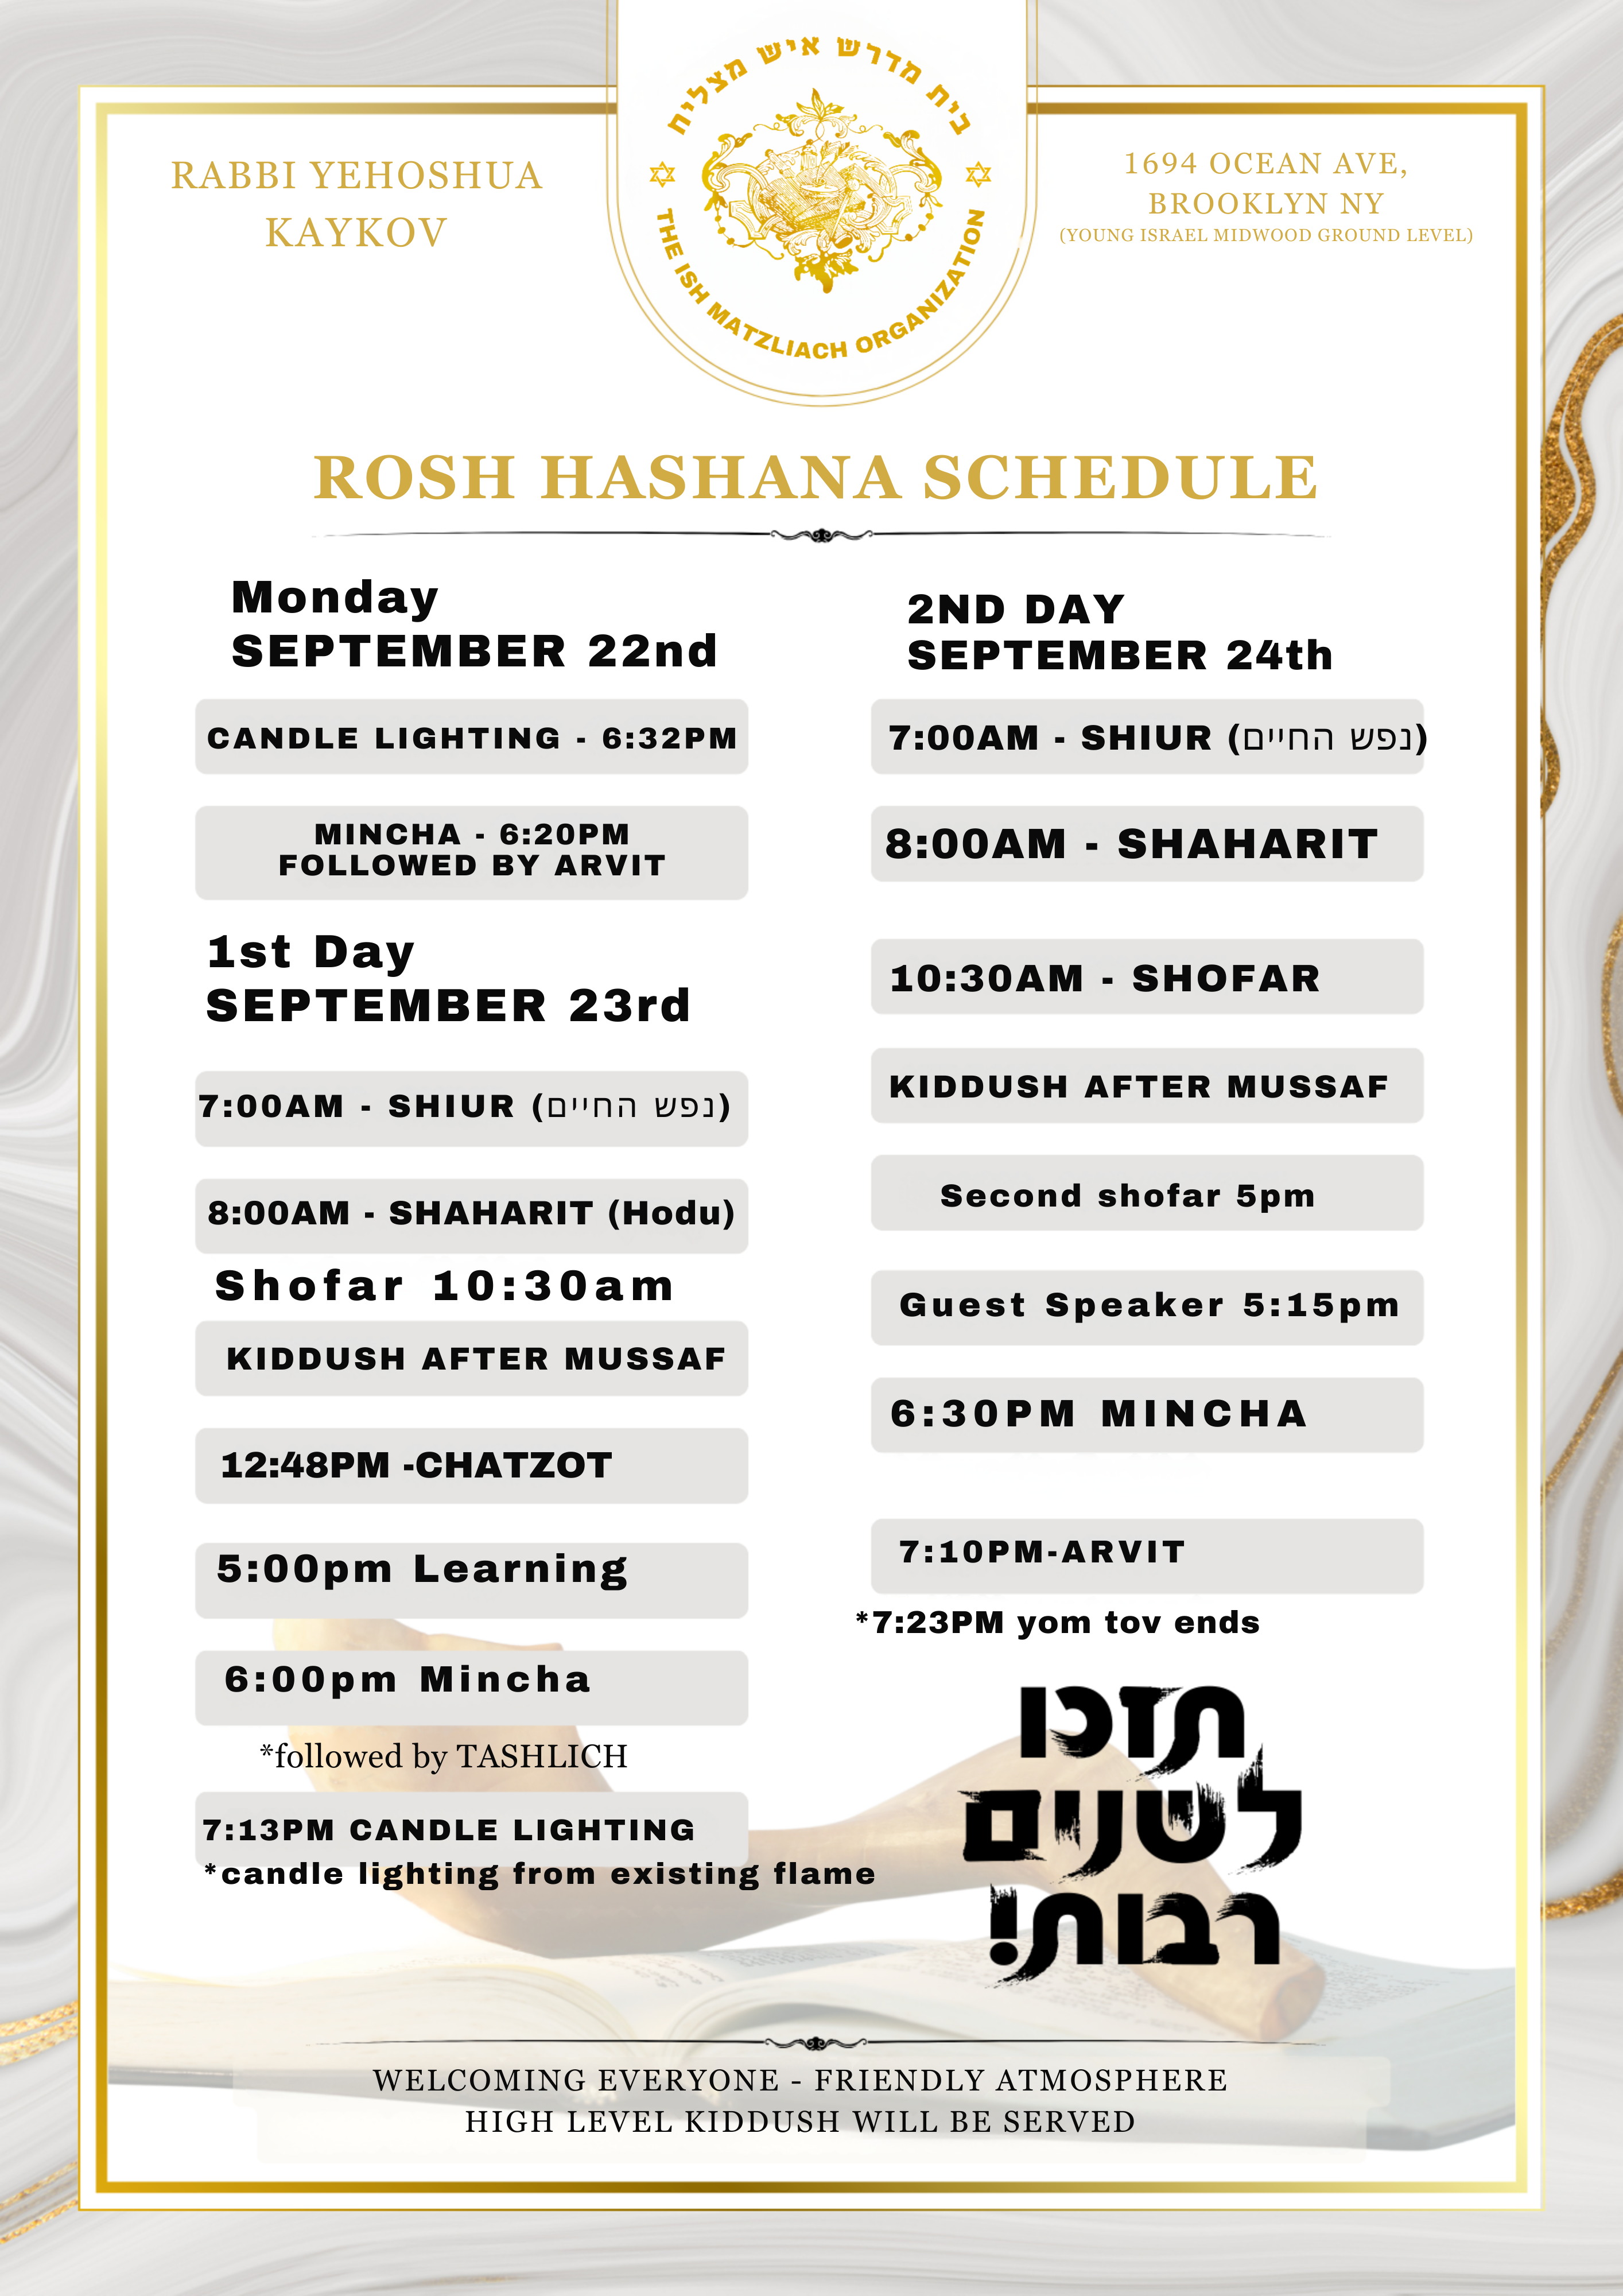 בית מדרש איש מצליח
THE ISH MATZLIACH ORGANIZATION
RABBI YEHOSHUA
KAYKOV
1694 OCEAN AVE,
BROOKLYN NY
(YOUNG ISRAEL MIDWOOD GROUND LEVEL)
ROSH HASHANA SCHEDULE
Monday
SEPTEMBER 22nd
CANDLE LIGHTING - 6:32PM
MINCHA - 6:20PM
FOLLOWED BY ARVIT
1st Day
SEPTEMBER 23rd
7:00AM - SHIUR (נפש החיים)
8:00AM - SHAHARIT (Hodu)
Shofar 10:30am
KIDDUSH AFTER MUSSAF
12:48PM -CHATZOT
5:00pm Learning
6:00pm Mincha
*followed by TASHLICH
7:13PM CANDLE LIGHTING
*candle lighting from existing flame
2ND DAY
SEPTEMBER 24th
7:00AM - SHIUR (נפש החיים)
8:00AM - SHAHARIT
10:30AM - SHOFAR
KIDDUSH AFTER MUSSAF
Second shofar 5pm
Guest Speaker 5:15pm
6:30PM MINCHA
7:10PM-ARVIT
*7:23PM yom tov ends
תזכו
לשנים
רבות!
WELCOMING EVERYONE - FRIENDLY ATMOSPHERE
HIGH LEVEL KIDDUSH WILL BE SERVED